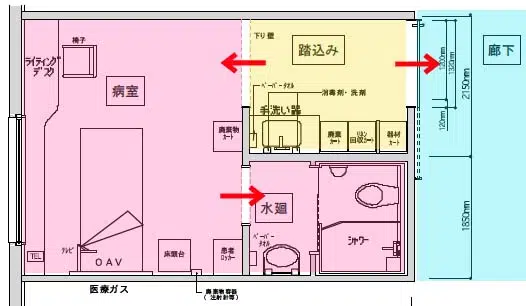 椅子
ライティング
デスク
病室
下り壁
踏込み
廊下
ペーパータオル
消毒剤・洗剤
手洗い器
廃棄物
カート
廃棄
カート
リネン
回収カート
器材
カート
1200mm
1320mm
2150mm
120mm
水廻
ペーパー
タオル
シャワー
1850mm
TEL
テレビ
OAV
床頭台
患者
ロッカー
医療ガス
廃棄物容器
(注射針等)